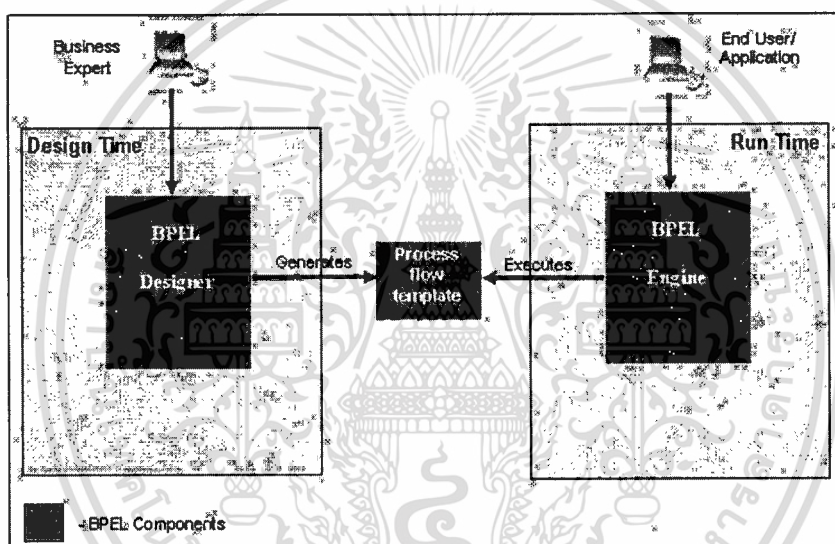 Business
Expert
End User/
Application
Design Time
Run Time
BPEL
Designer
Generates
Process
flow
template
Executes
BPEL
Engine
-BPEL Components